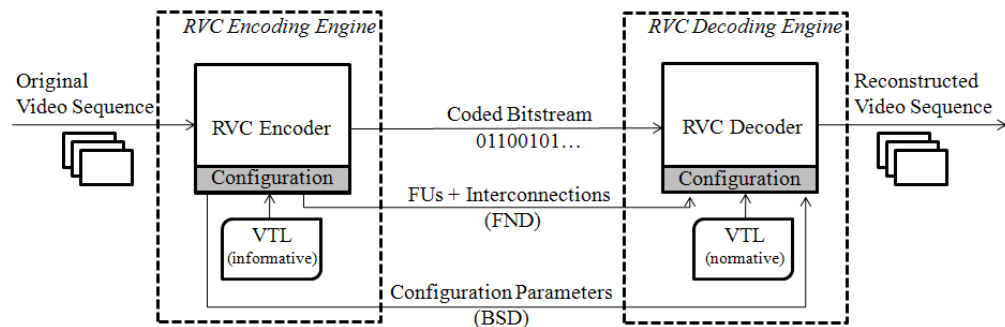 RVC Encoding Engine
RVC Decoding Engine
Original
Video Sequence
RVC Encoder
Configuration
VTL
(informative)
Coded Bitstream
01100101...
FUs + Interconnections
(FND)
Configuration Parameters
(BSD)
RVC Decoder
Configuration
VTL
(normative)
Reconstructed
Video Sequence